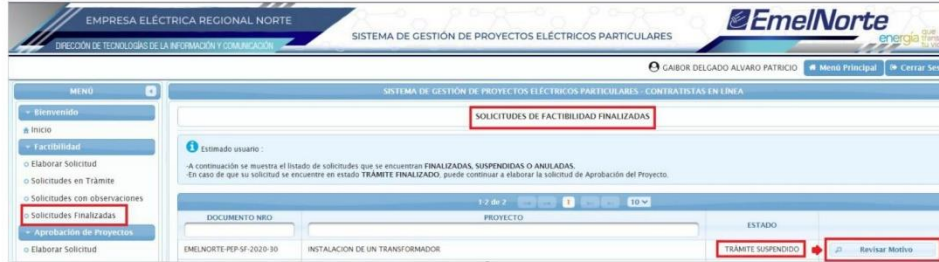 EMPRESA ELÉCTRICA REGIONAL NORTE
DIRECCIÓN DE TECNOLOGÍAS DE LA INFORMACIÓN Y COMUNICACIÓN
SISTEMA DE GESTIÓN DE PROYECTOS ELÉCTRICOS PARTICULARES
EmelNorte
energía que
GAIBOR DELGADO ALVARO PATRICIO Menú Principal Cerrar Ses
MENÚ
SISTEMA DE GESTIÓN DE PROYECTOS ELÉCTRICOS PARTICULARES - CONTRATISTAS EN LÍNEA
Bienvenido
Inicio
Factibilidad
Elaborar Solicitud
Solicitudes en Trámite
Solicitudes con observaciones
Solicitudes Finalizadas
Aprobación de Proyectos
Elaborar Solicitud
SOLICITUDES DE FACTIBILIDAD FINALIZADAS
Estimado usuario :
-A continuación se muestra el listado de solicitudes que se encuentran FINALIZADAS, SUSPENDIDAS O ANULADAS.
-En caso de que su solicitud se encuentre en estado TRÁMITE FINALIZADO, puede continuar a elaborar la solicitud de Aprobación del Proyecto.
1-2 de 2 1 10
DOCUMENTO NRO PROYECTO ESTADO
EMELNORTE-PEP-SF-2020-30 INSTALACION DE UN TRANSFORMADOR TRÁMITE SUSPENDIDO Revisar Motivo